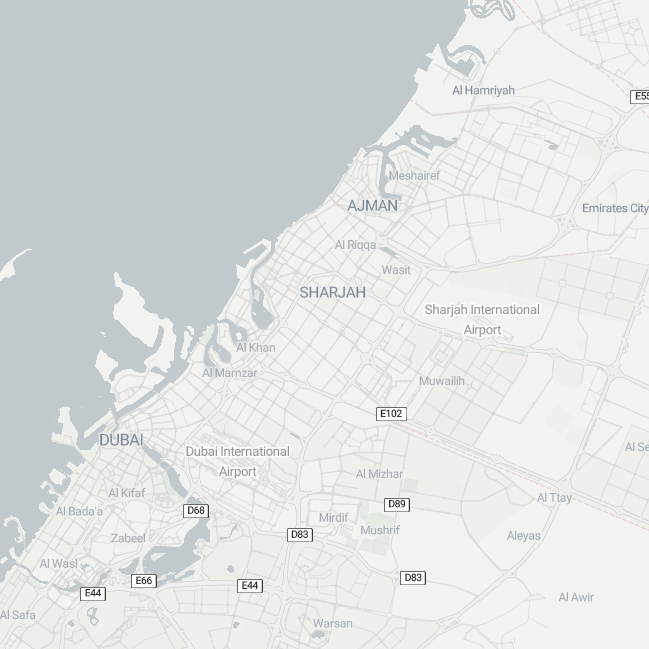 Al Hamriyah
E55
Meshairef
AJMAN
Emirates City
Al Riqqa
Wasit
SHARJAH
Sharjah International
Airport
Al Khan
Al Mamzar
Muwailih
E102
DUBAI
Al Se
Dubai International
Airport
Al Mizhar
Al Kifaf
Al Ttay
D89
Al Bada'a
D68
Mirdif
Mushrif
Zabeel
D83
Aleyas
Al Wasl
E66
D83
E44
E44
Al Awir
Al Safa
Warsan